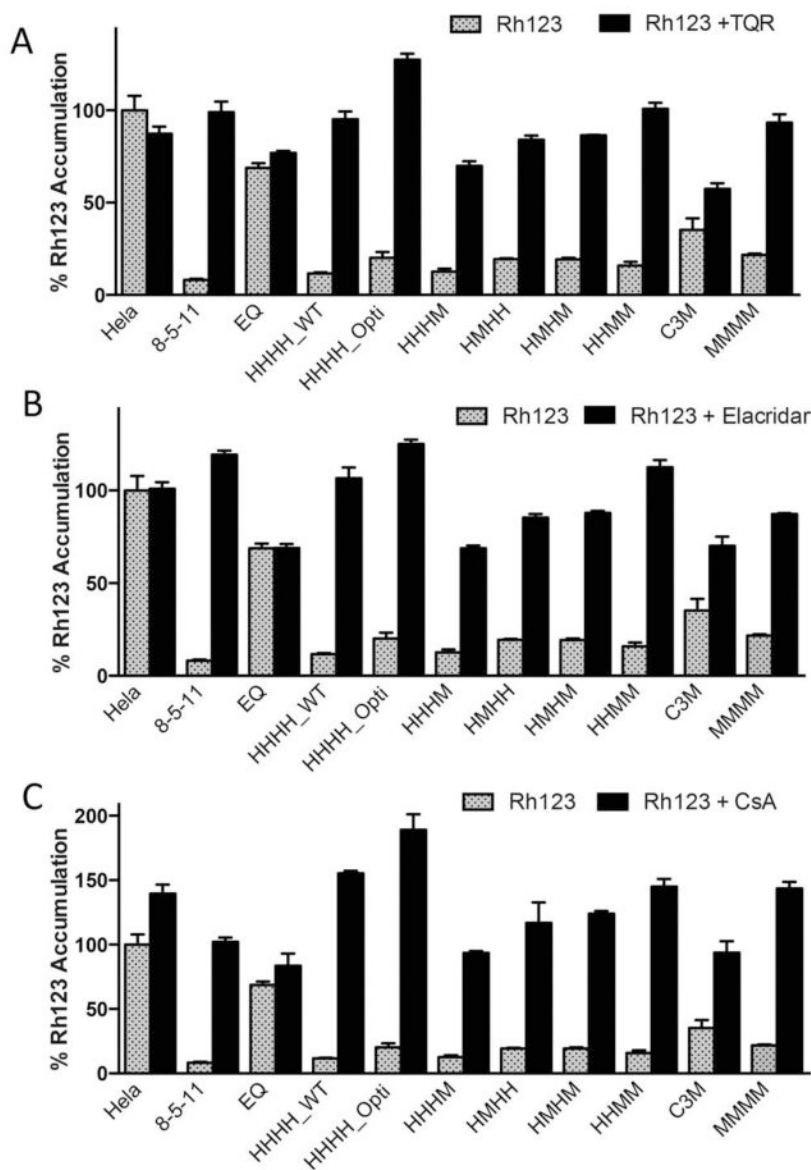 A
Rh123
Rh123 +TQR
% Rh123 Accumulation
100
50
0
Hela
8-5-11
EQ
HHHH_WT
HHHH_Opti
HHHM
HMHH
HMHM
HHMM
C3M
MMMM
B
Rh123
Rh123 + Elacridar
% Rh123 Accumulation
100
50
0
Hela
8-5-11
EQ
HHHH_WT
HHHH_Opti
HHHM
HMHH
HMHM
HHMM
C3M
MMMM
C
Rh123
Rh123 + CsA
% Rh123 Accumulation
200
150
100
50
0
Hela
8-5-11
EQ
HHHH_WT
HHHH_Opti
HHHM
HMHH
HMHM
HHMM
C3M
MMMM